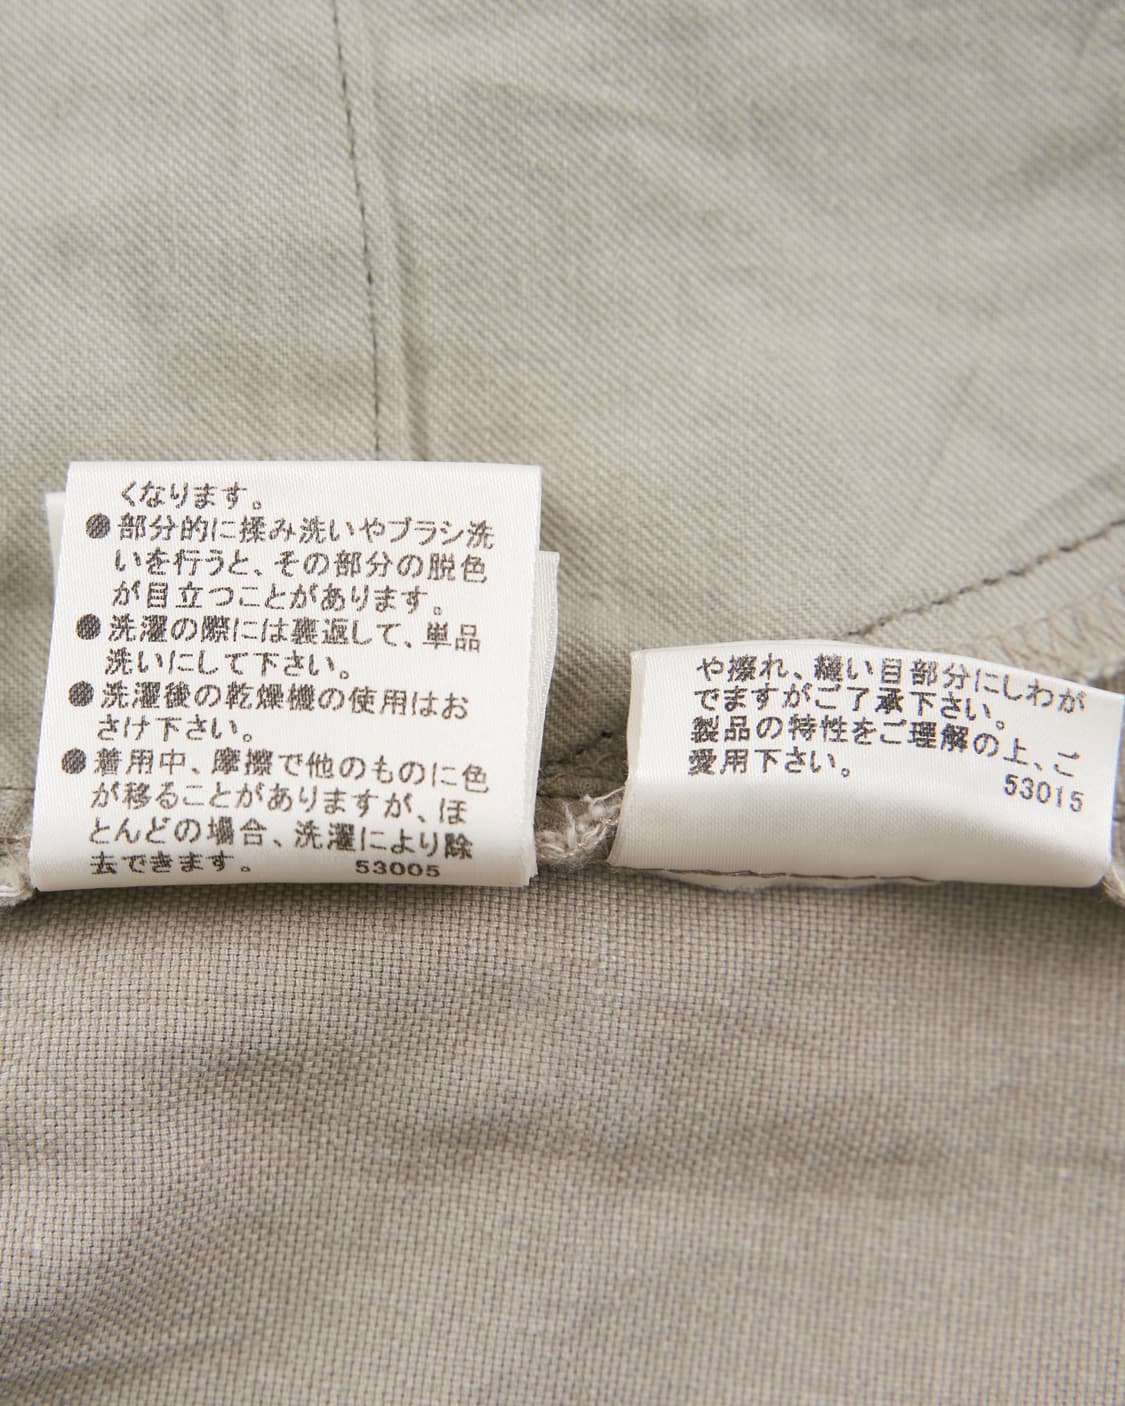 くなります。
●部分的に揉み洗いやブラシ洗
いを行うと、その部分の脱色
が目立つことがあります。
●洗濯の際には裏返して、単品
洗いにして下さい。
●洗濯後の乾燥機の使用はお
さけ下さい。
●着用中、摩擦で他のものに色
が移ることがありますが、ほ
とんどの場合、洗濯により除
去できます。 53005
や擦れ、縫い目部分にしわが
でますがご了承下さい。
製品の特性をご理解の上、ご
愛用下さい。
53015